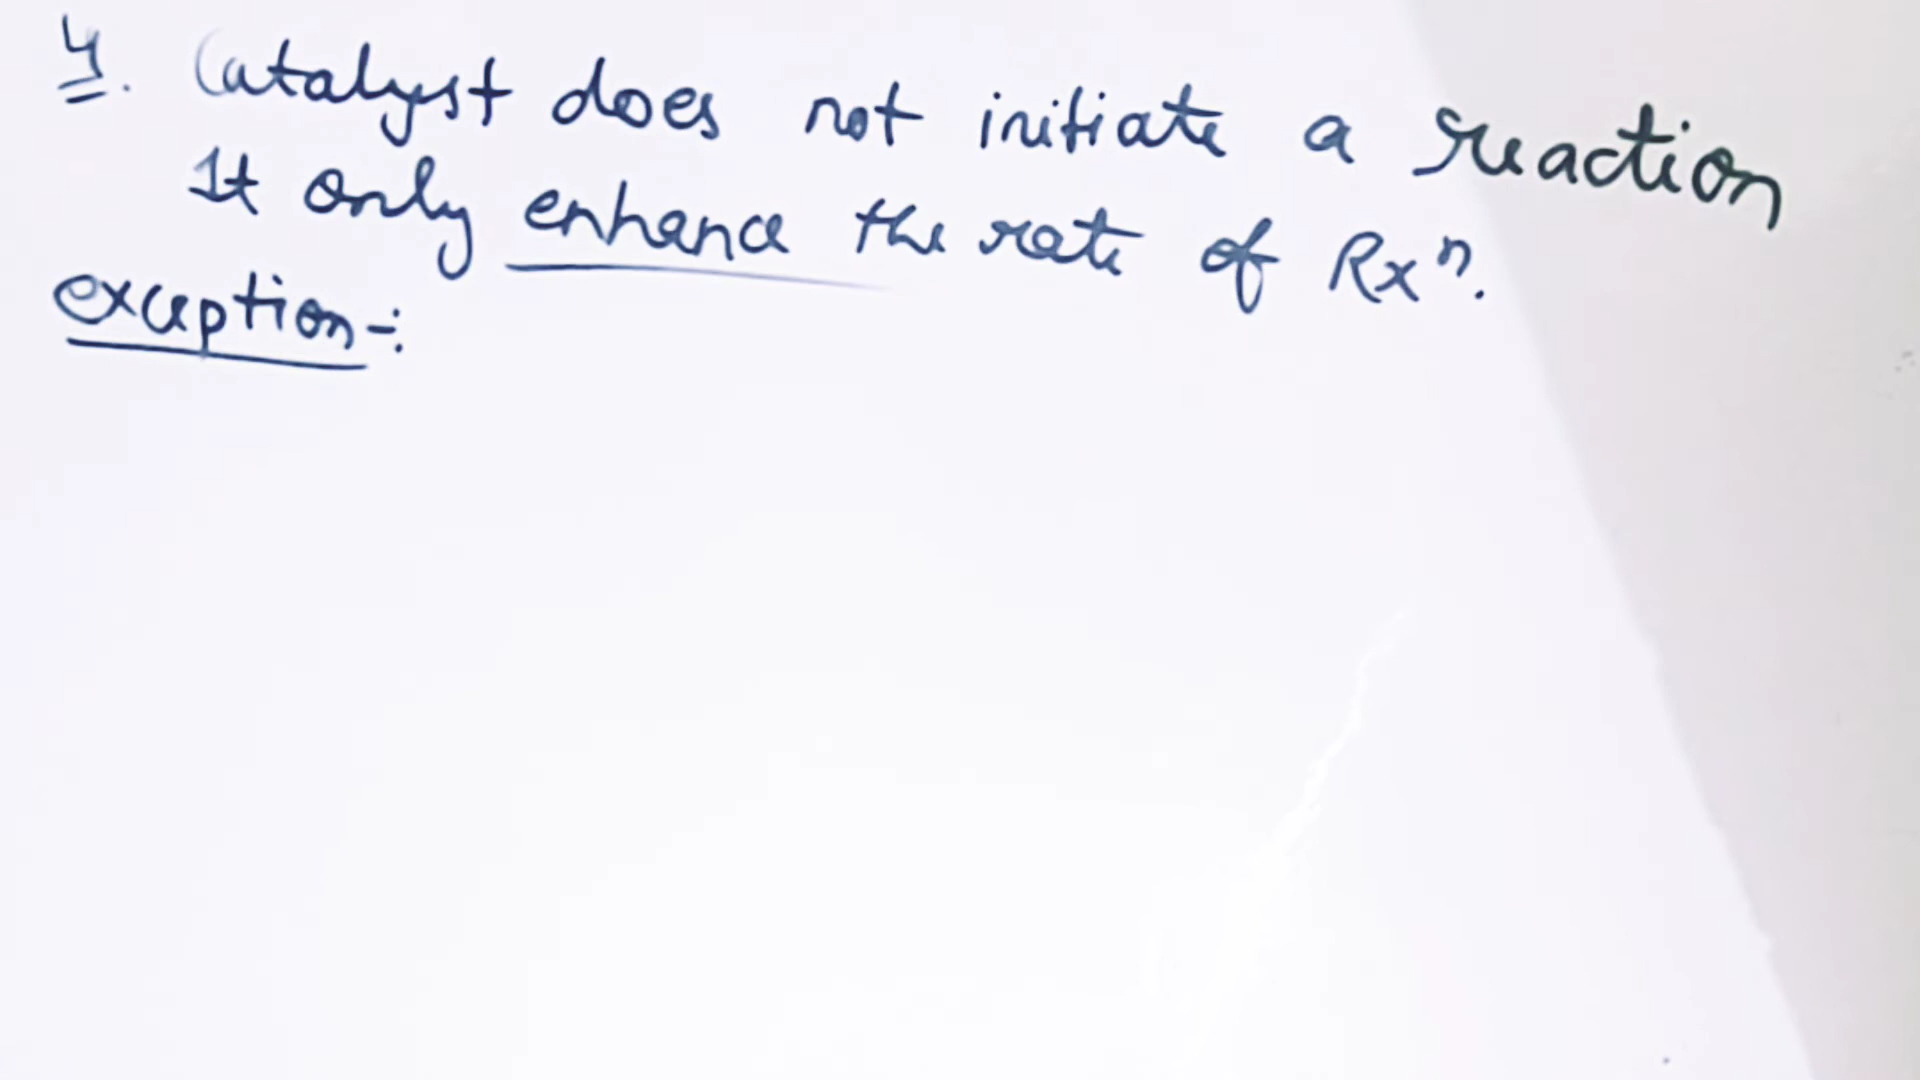 4. Catalyst does not initiate a reaction
It only enhance the rate of Rxⁿ.
exception-: